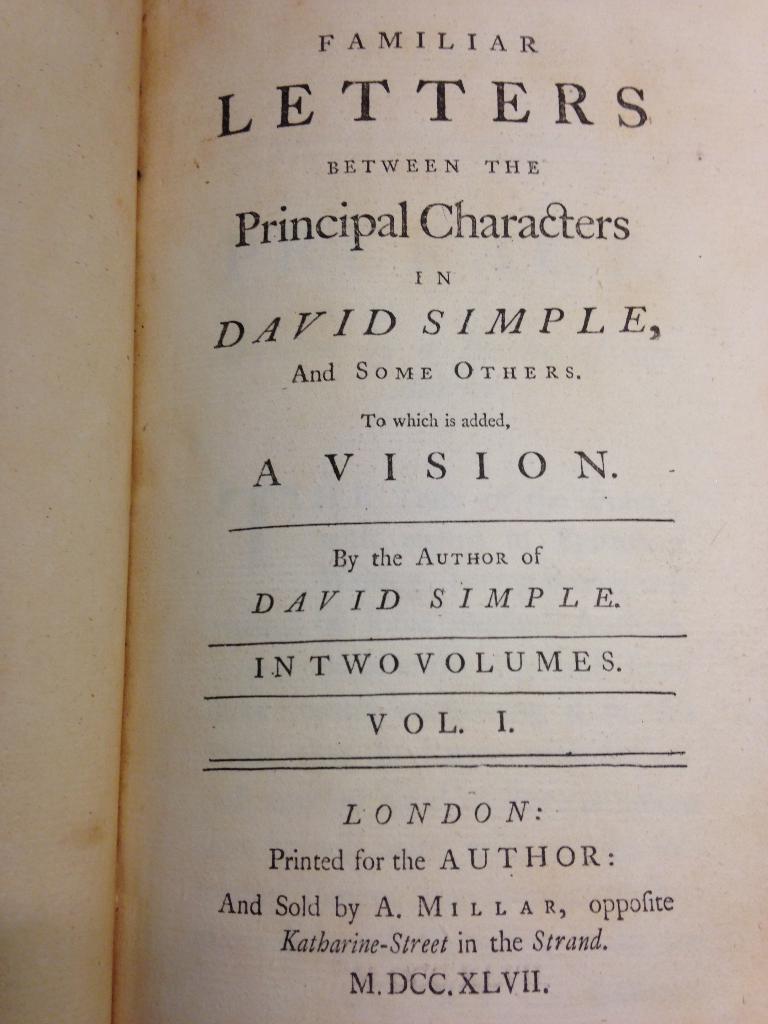 FAMILIAR
LETTERS
BETWEEN THE
Principal Characters
IN
DAVID SIMPLE,
And SOME OTHERS.
To which is added,
A VISION.
By the AUTHOR of
DAVID SIMPLE.
IN TWO VOLUMES.
VOL. I.
LONDON:
Printed for the AUTHOR:
And Sold by A. MILLAR, oppoſite
Katharine-Street in the Strand.
M.DCC.XLVII.